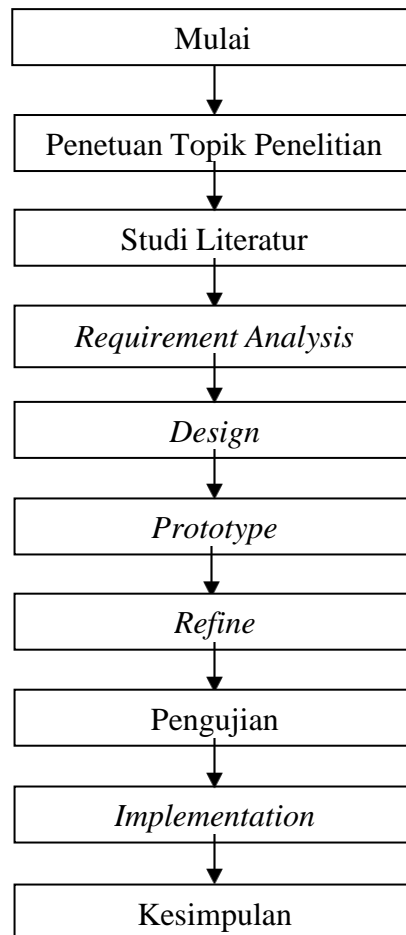 Mulai
Penetuan Topik Penelitian
Studi Literatur
Requirement Analysis
Design
Prototype
Refine
Pengujian
Implementation
Kesimpulan